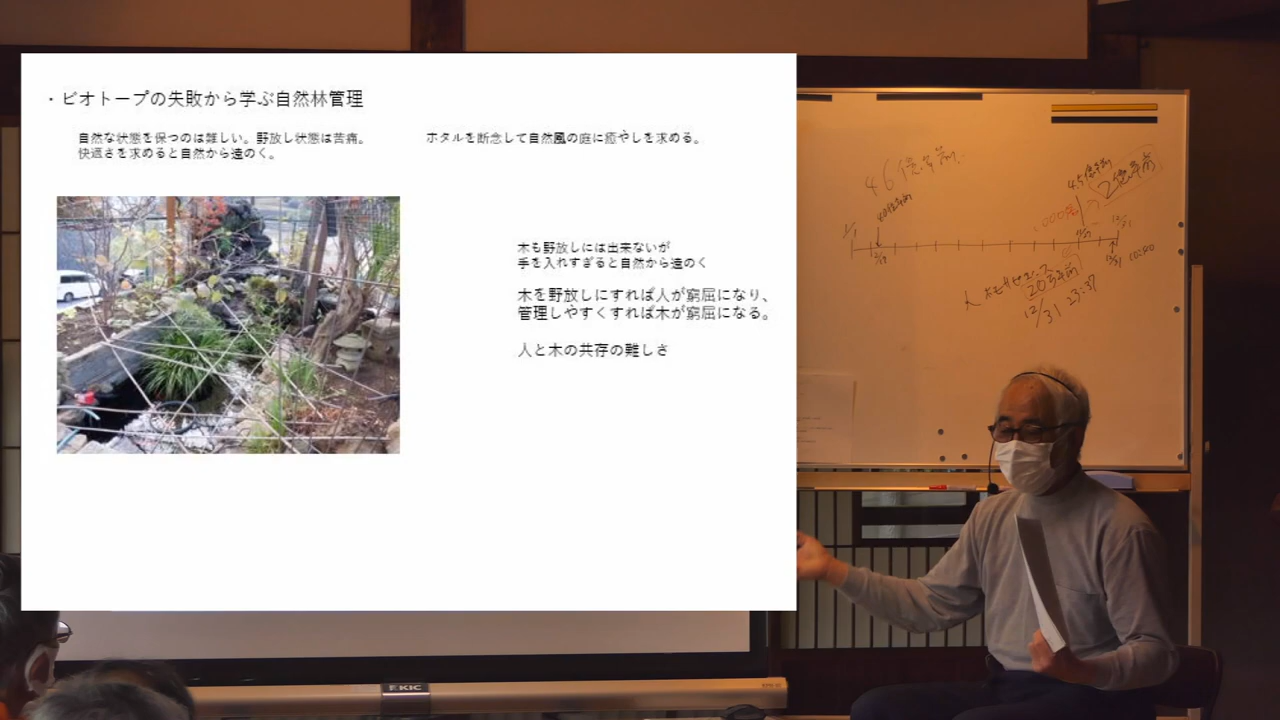 ・ビオトープの失敗から学ぶ自然林管理
自然な状態を保つのは難しい。野放し状態は苦痛。
快適さを求めると自然から遠のく。
ホタルを断念して自然風の庭に癒やしを求める。
木も野放しには出来ないが
手を入れすぎると自然から遠のく
木を野放しにすれば人が窮屈になり、
管理しやすくすれば木が窮屈になる。
人と木の共存の難しさ
46億年前
4.5億年前
2億年前
1/1
20万年前
12/31 23:37
KIC